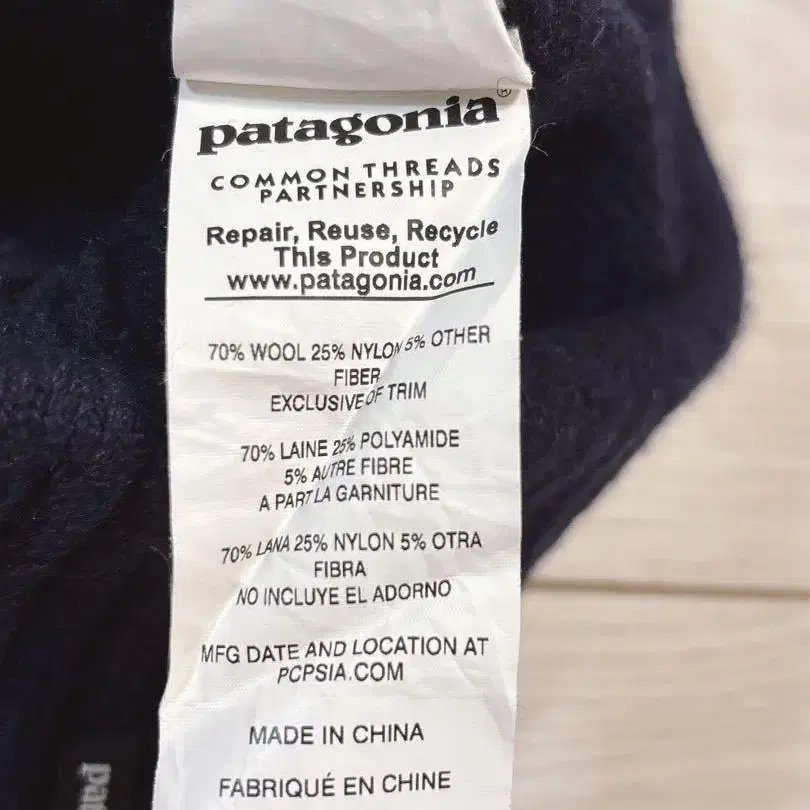 patagonia®
COMMON THREADS
PARTNERSHIP
Repair, Reuse, Recycle
This Product
www.patagonia.com
70% WOOL 25% NYLON 5% OTHER
FIBER
EXCLUSIVE OF TRIM
70% LAINE 25% POLYAMIDE
5% AUTRE FIBRE
A PART LA GARNITURE
70% LANA 25% NYLON 5% OTRA
FIBRA
NO INCLUYE EL ADORNO
MFG DATE AND LOCATION AT
PCPSIA.COM
MADE IN CHINA
FABRIQUÉ EN CHINE